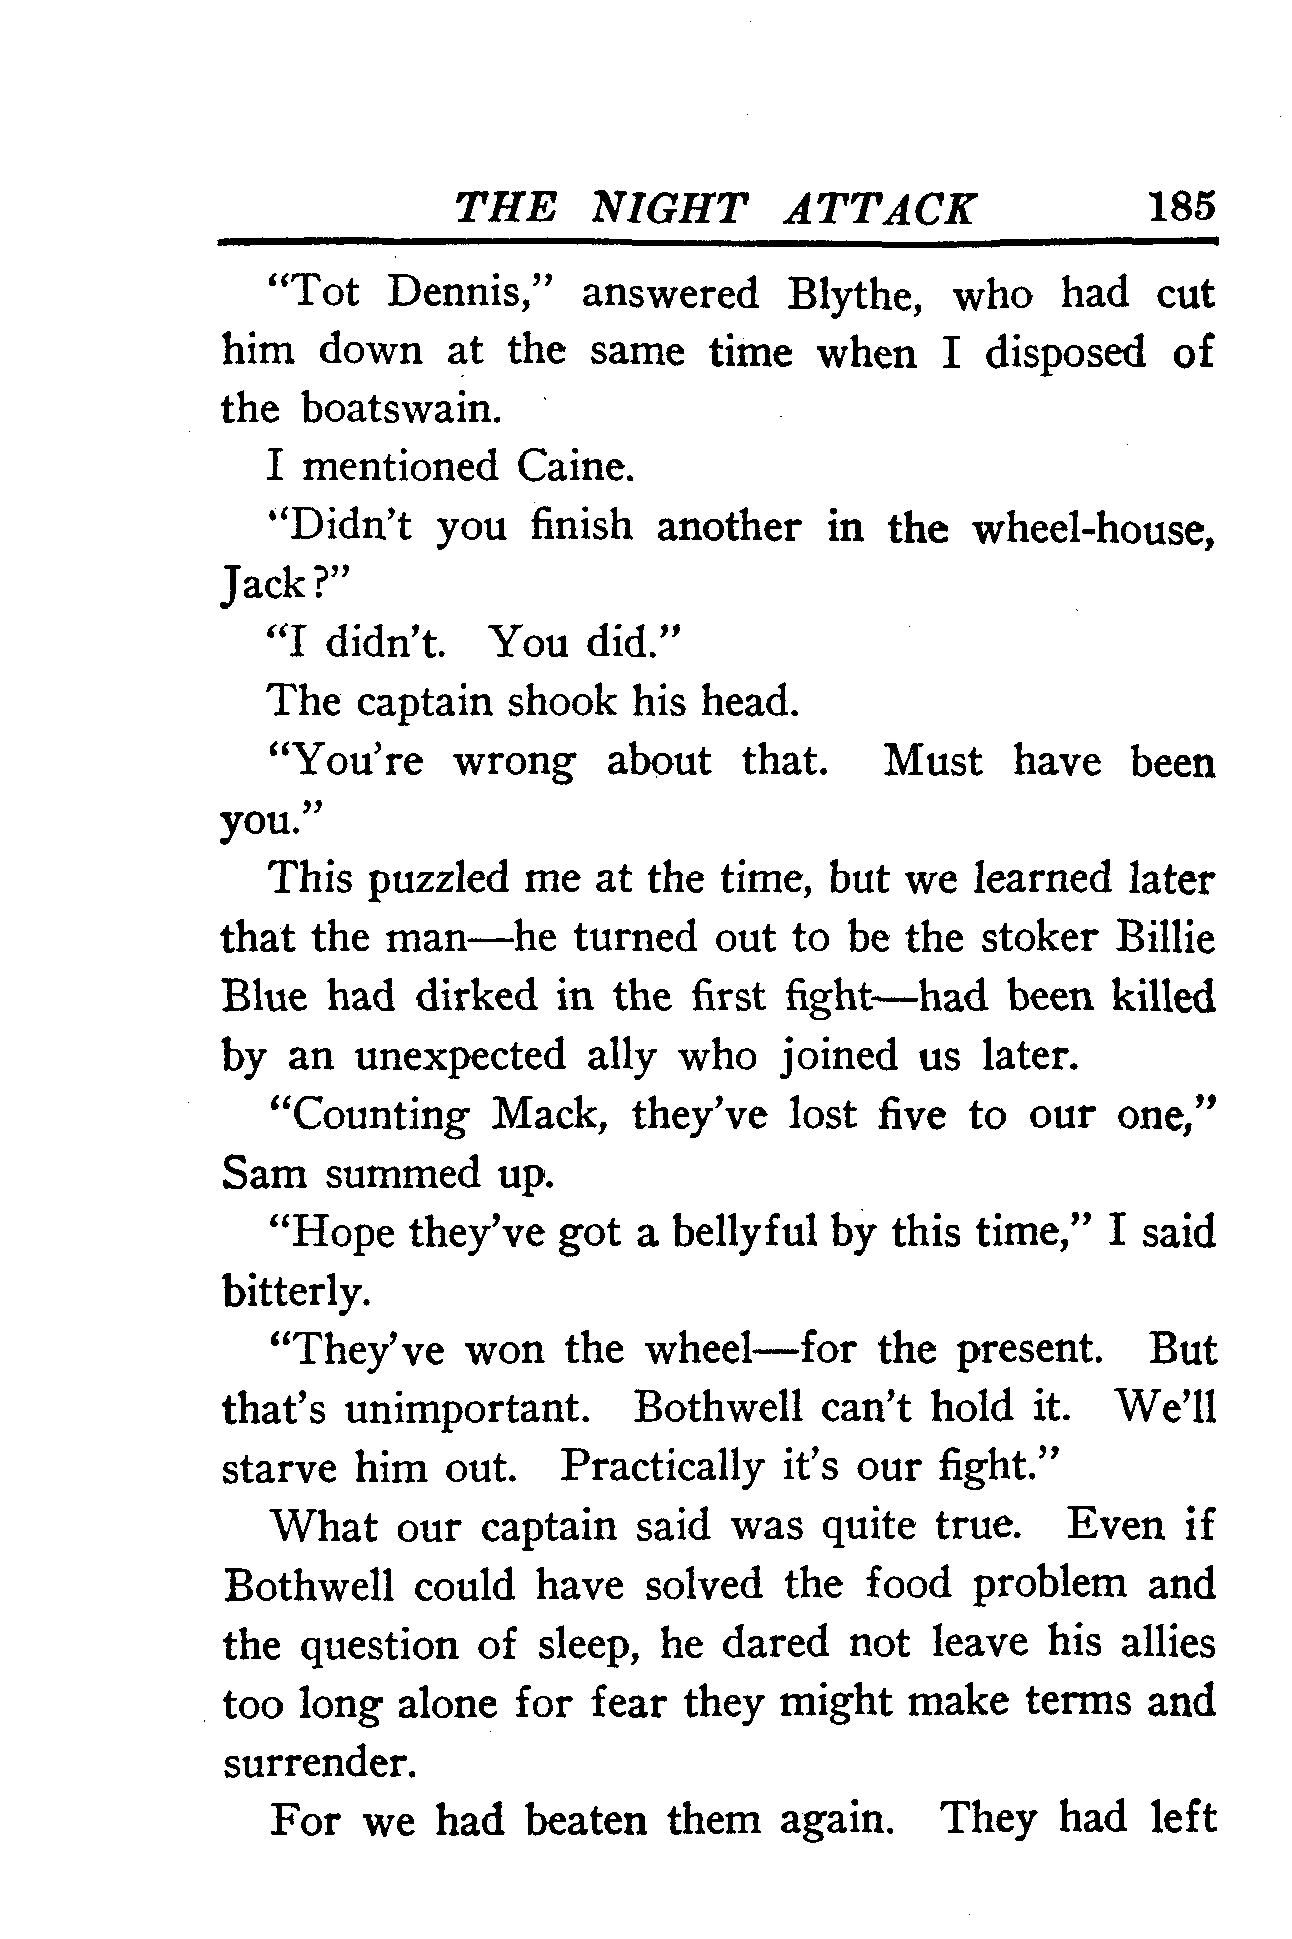 THE NIGHT ATTACK 185
“Tot Dennis,” answered Blythe, who had cut
him down at the same time when I disposed of
the boatswain.
I mentioned Caine.
“Didn’t you finish another in the wheel-house,
Jack?”
“I didn’t. You did.”
The captain shook his head.
“You’re wrong about that. Must have been
you.”
This puzzled me at the time, but we learned later
that the man—he turned out to be the stoker Billie
Blue had dirked in the first fight—had been killed
by an unexpected ally who joined us later.
“Counting Mack, they’ve lost five to our one,”
Sam summed up.
“Hope they’ve got a bellyful by this time,” I said
bitterly.
“They’ve won the wheel—for the present. But
that’s unimportant. Bothwell can’t hold it. We’ll
starve him out. Practically it’s our fight.”
What our captain said was quite true. Even if
Bothwell could have solved the food problem and
the question of sleep, he dared not leave his allies
too long alone for fear they might make terms and
surrender.
For we had beaten them again. They had left